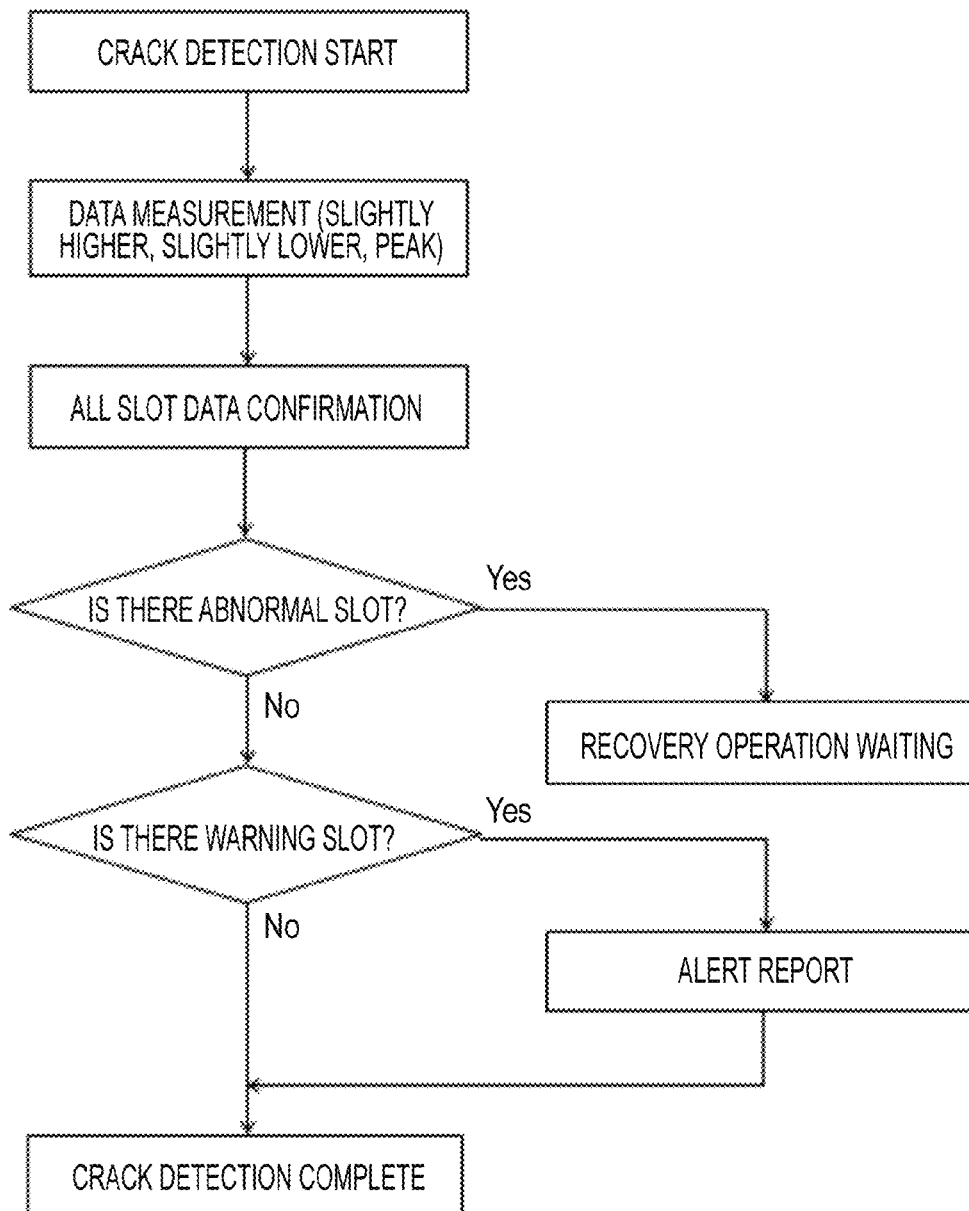 CRACK DETECTION START
DATA MEASUREMENT (SLIGHTLY
HIGHER, SLIGHTLY LOWER, PEAK)
ALL SLOT DATA CONFIRMATION
IS THERE ABNORMAL SLOT?
Yes
No
RECOVERY OPERATION WAITING
IS THERE WARNING SLOT?
Yes
No
ALERT REPORT
CRACK DETECTION COMPLETE